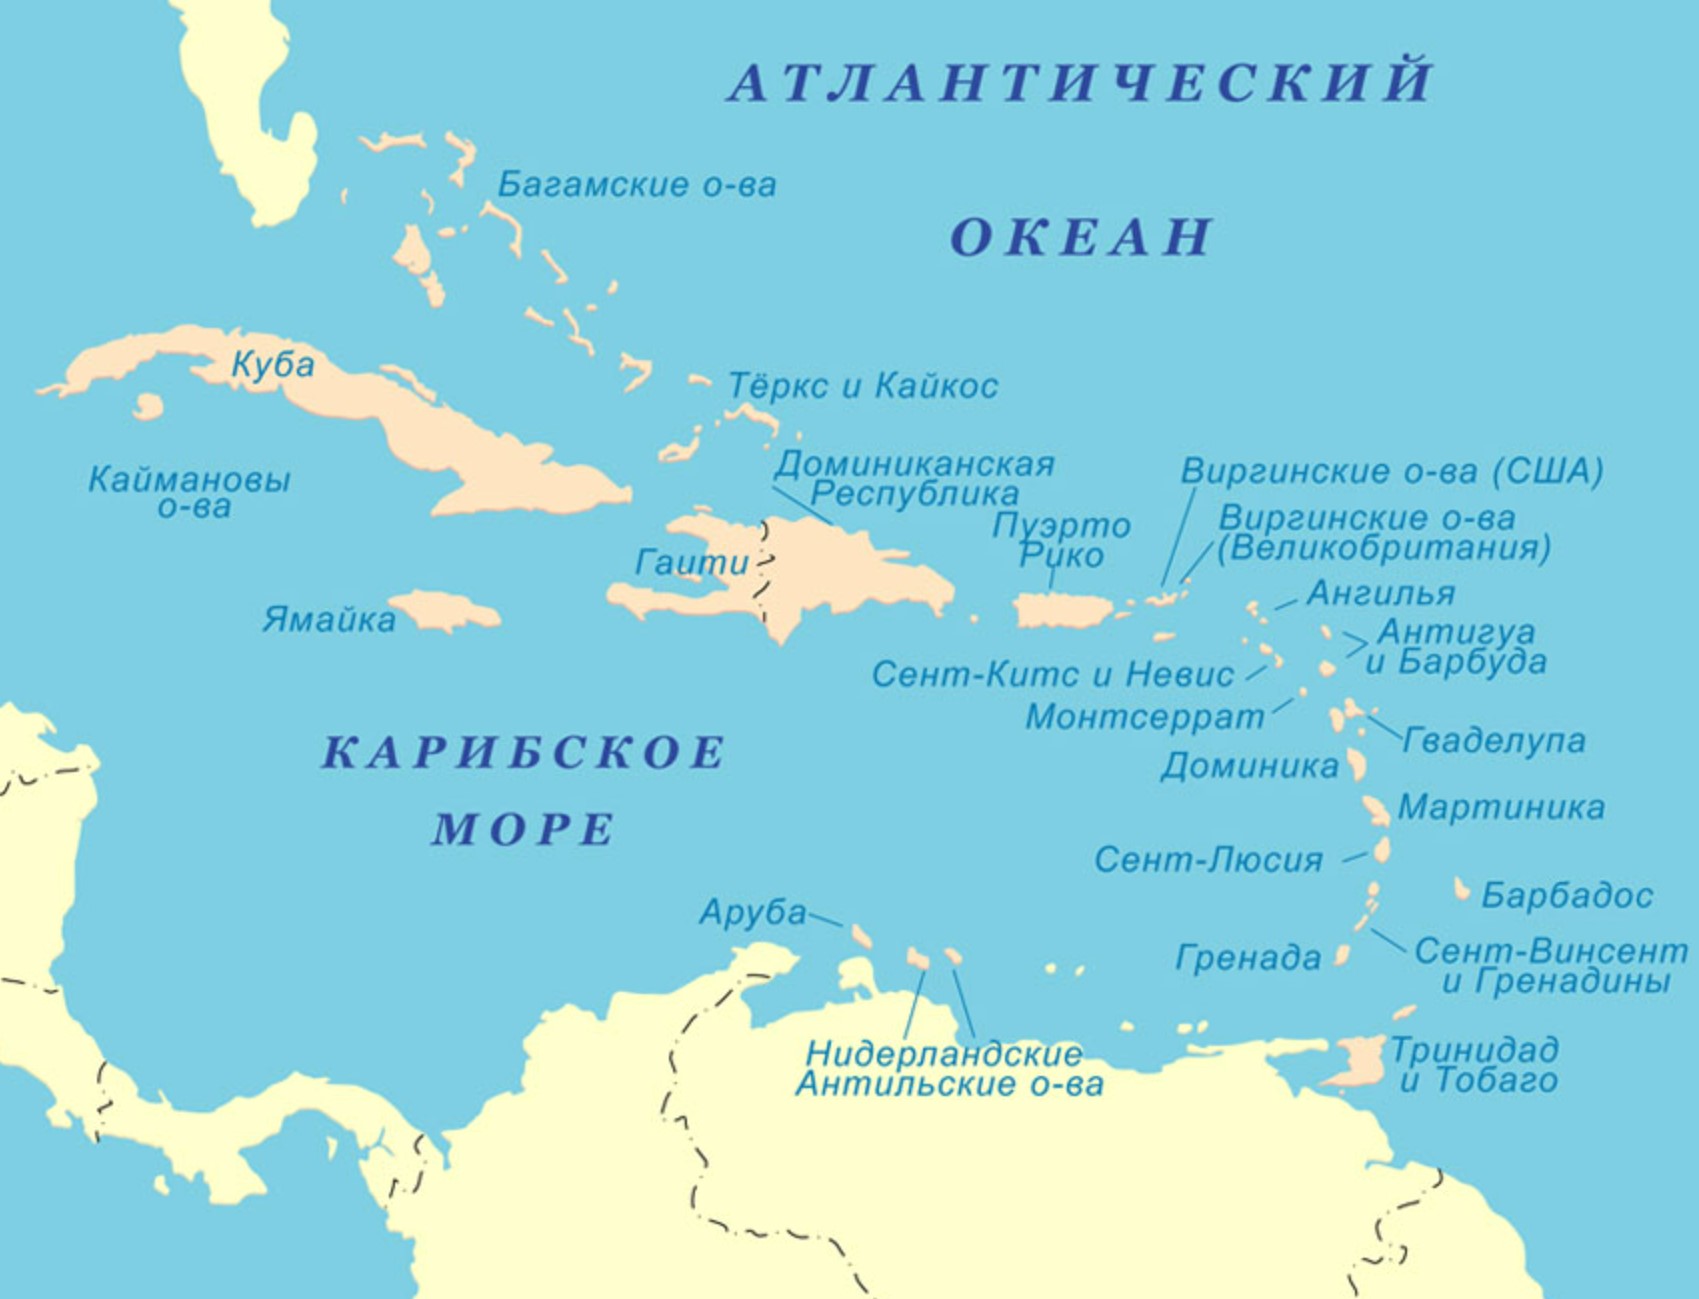 АТЛАНТИЧЕСКИЙ
ОКЕАН
Багамские о-ва
Куба
Тёркс и Кайкос
Каймановы
о-ва
Доминиканская
Республика
Виргинские о-ва (США)
Виргинские о-ва
(Великобритания)
Пуэрто
Рико
Гаити
Ямайка
Ангилья
Антигуа
и Барбуда
Сент-Китс и Невис
Монтсеррат
КАРИБСКОЕ
МОРЕ
Гваделупа
Доминика
Мартиника
Сент-Люсия
Барбадос
Аруба
Гренада
Сент-Винсент
и Гренадины
Нидерландские
Антильские о-ва
Тринидад
и Тобаго